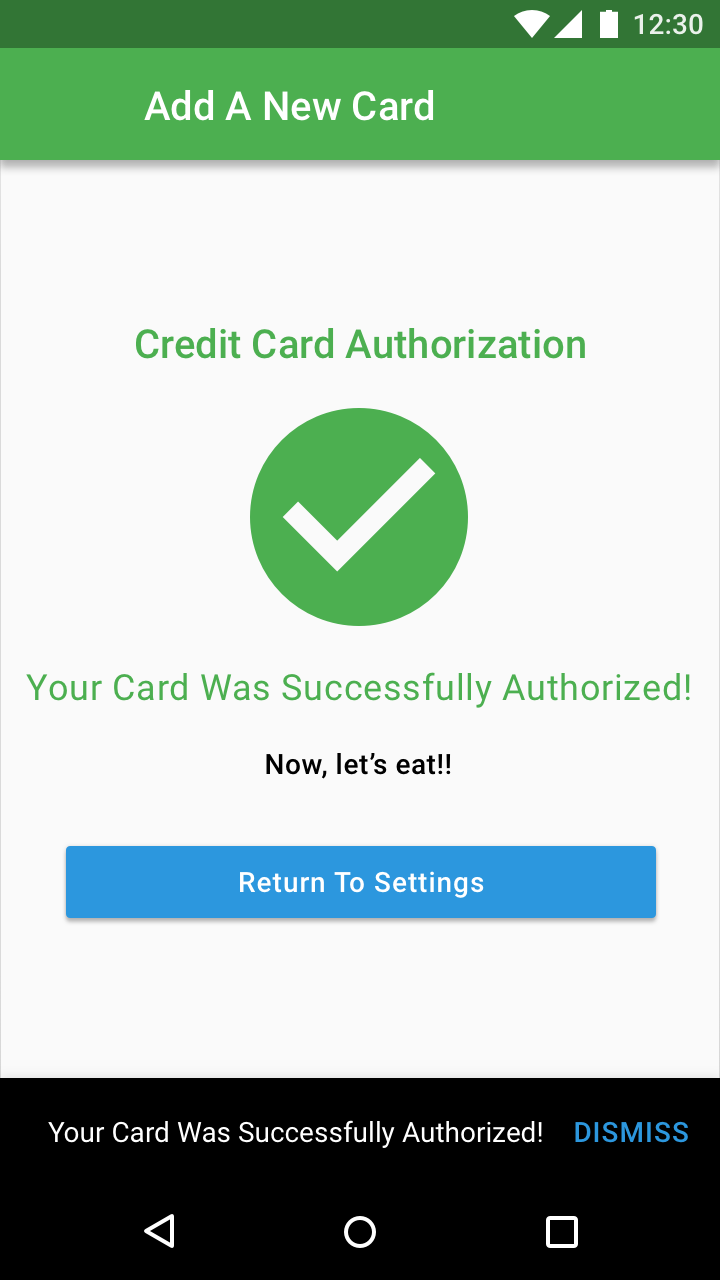 12:30
Add A New Card
Credit Card Authorization
Your Card Was Successfully Authorized!
Now, let’s eat!!
Return To Settings
Your Card Was Successfully Authorized! DISMISS